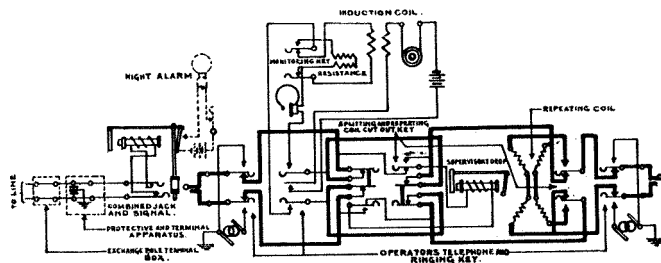 INDUCTION COIL.
NIGHT ALARM
MONITORING KEY
RESISTANCE
SPLITTING AND REPEATING
COIL CUT OUT KEY
REPEATING COIL
SUPERVISORY DROP
TO LINE
COMBINED JACK
AND SIGNAL.
PROTECTIVE AND TERMINAL
APPARATUS.
EXCHANGE POLE TERMINAL
BOX.
OPERATORS TELEPHONE AND
RINGING KEY.